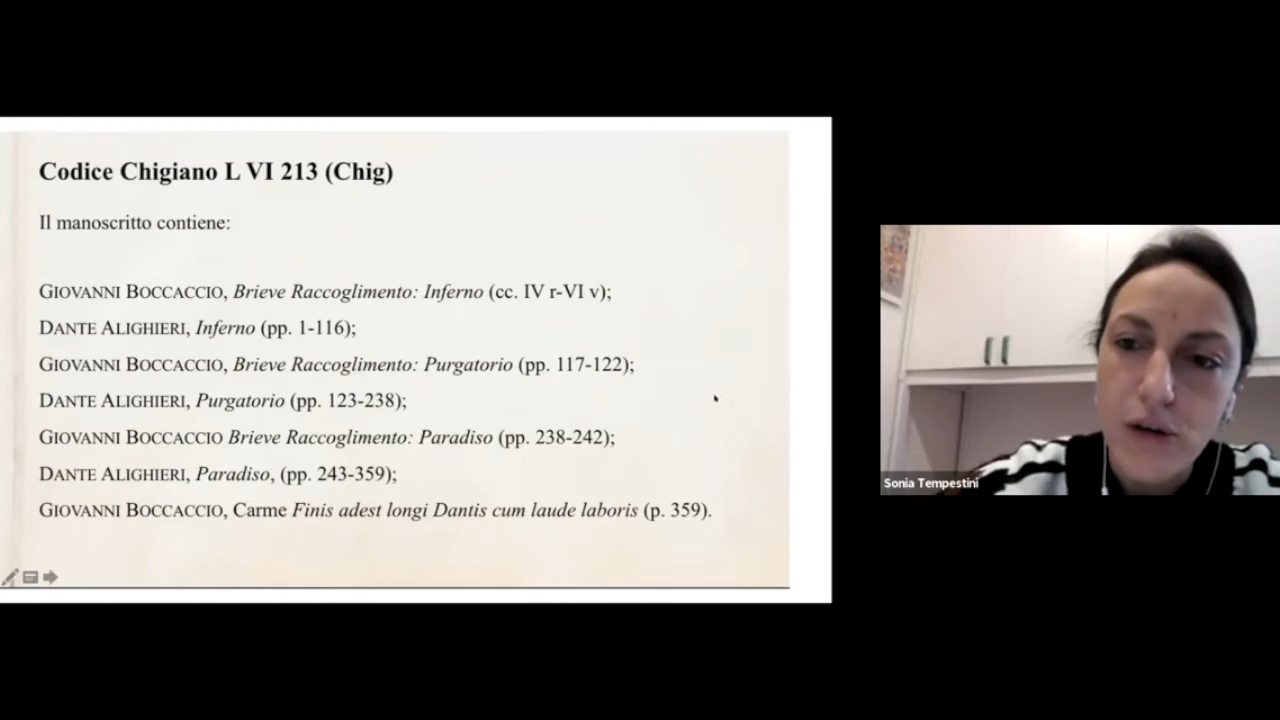 Codice Chigiano L VI 213 (Chig)
Il manoscritto contiene:
GIOVANNI BOCCACCIO, Brieve Raccoglimento: Inferno (cc. IV r-VI v);
DANTE ALIGHIERI, Inferno (pp. 1-116);
GIOVANNI BOCCACCIO, Brieve Raccoglimento: Purgatorio (pp. 117-122);
DANTE ALIGHIERI, Purgatorio (pp. 123-238);
GIOVANNI BOCCACCIO Brieve Raccoglimento: Paradiso (pp. 238-242);
DANTE ALIGHIERI, Paradiso, (pp. 243-359);
GIOVANNI BOCCACCIO, Carme Finis adest longi Dantis cum laude laboris (p. 359).
Sonia Tempestini